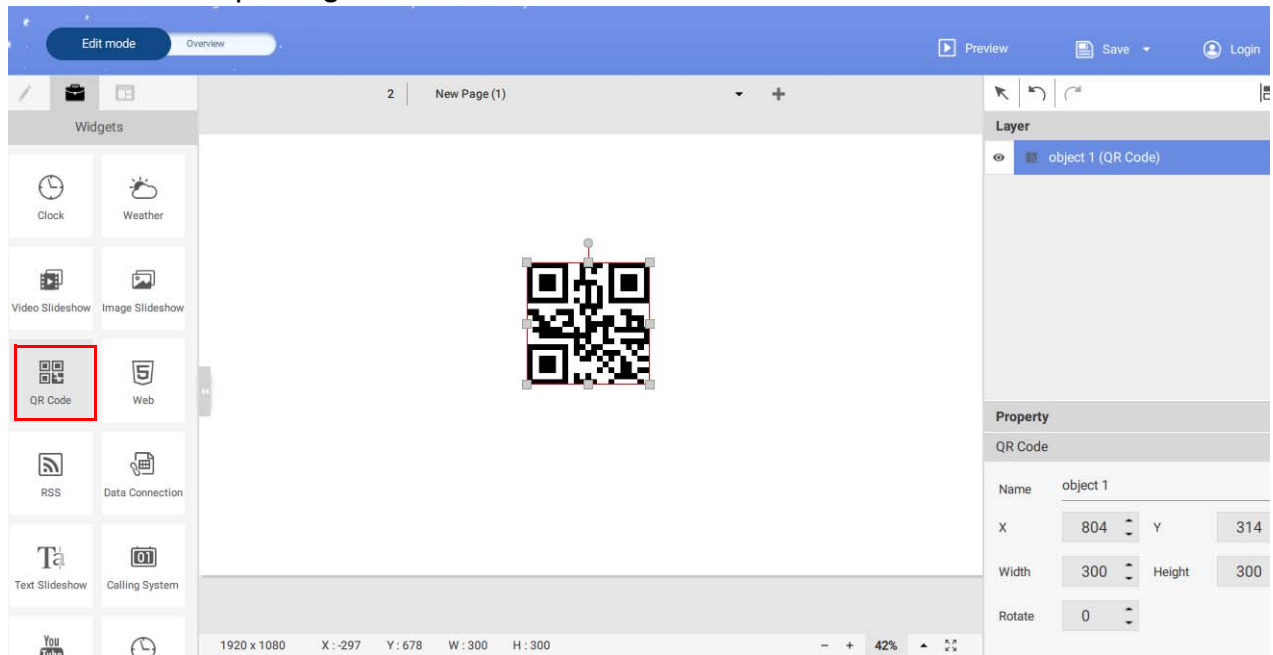 Edit mode Overview Preview Save Login
2 New Page (1) +
Widgets Layer
object 1 (QR Code)
Clock Weather
Video Slideshow Image Slideshow
QR Code Web
Property
QR Code
RSS Data Connection
Name object 1
X 804 Y 314
Text Slideshow Calling System
Width 300 Height 300
Rotate 0
You
Tube
1920 x 1080 X : -297 Y : 678 W : 300 H : 300 - + 42%